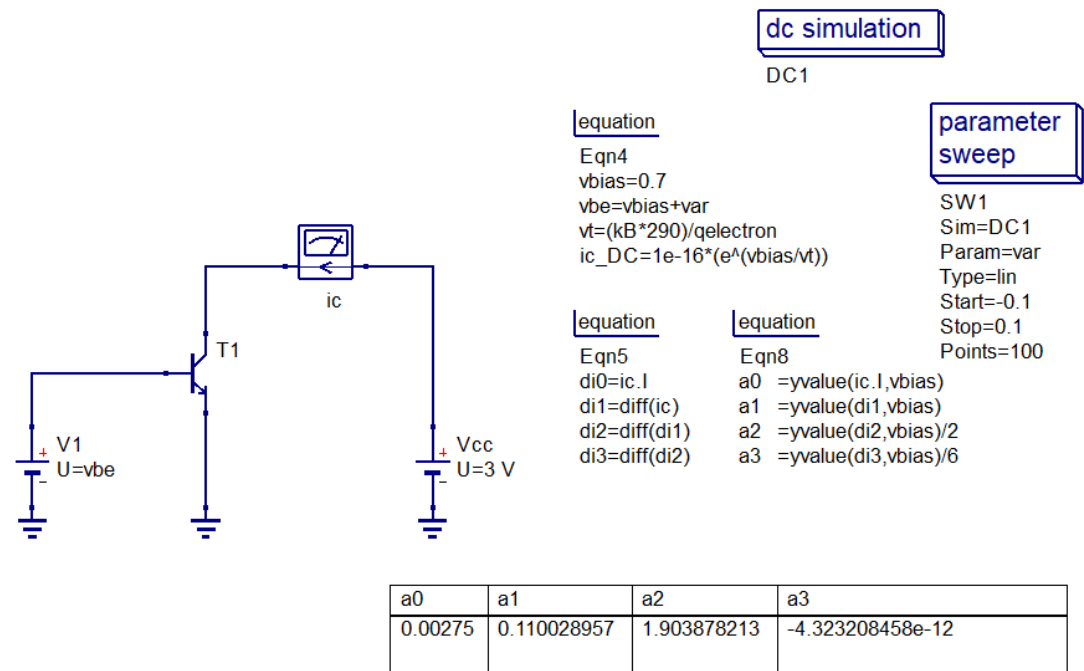 dc simulation
DC1
equation
Eqn4
vbias=0.7
vbe=vbias+var
vt=(kB*290)/qelectron
ic_DC=1e-16*(e^(vbias/vt))
parameter
sweep
SW1
Sim=DC1
Param=var
Type=lin
Start=-0.1
Stop=0.1
Points=100
ic
T1
V1
U=vbe
+
-
Vcc
U=3 V
+
-
equation
Eqn5
di0=ic.I
di1=diff(ic)
di2=diff(di1)
di3=diff(di2)
equation
Eqn8
a0 =yvalue(ic.I,vbias)
a1 =yvalue(di1,vbias)
a2 =yvalue(di2,vbias)/2
a3 =yvalue(di3,vbias)/6
a0 a1 a2 a3
0.00275 0.110028957 1.903878213 -4.323208458e-12